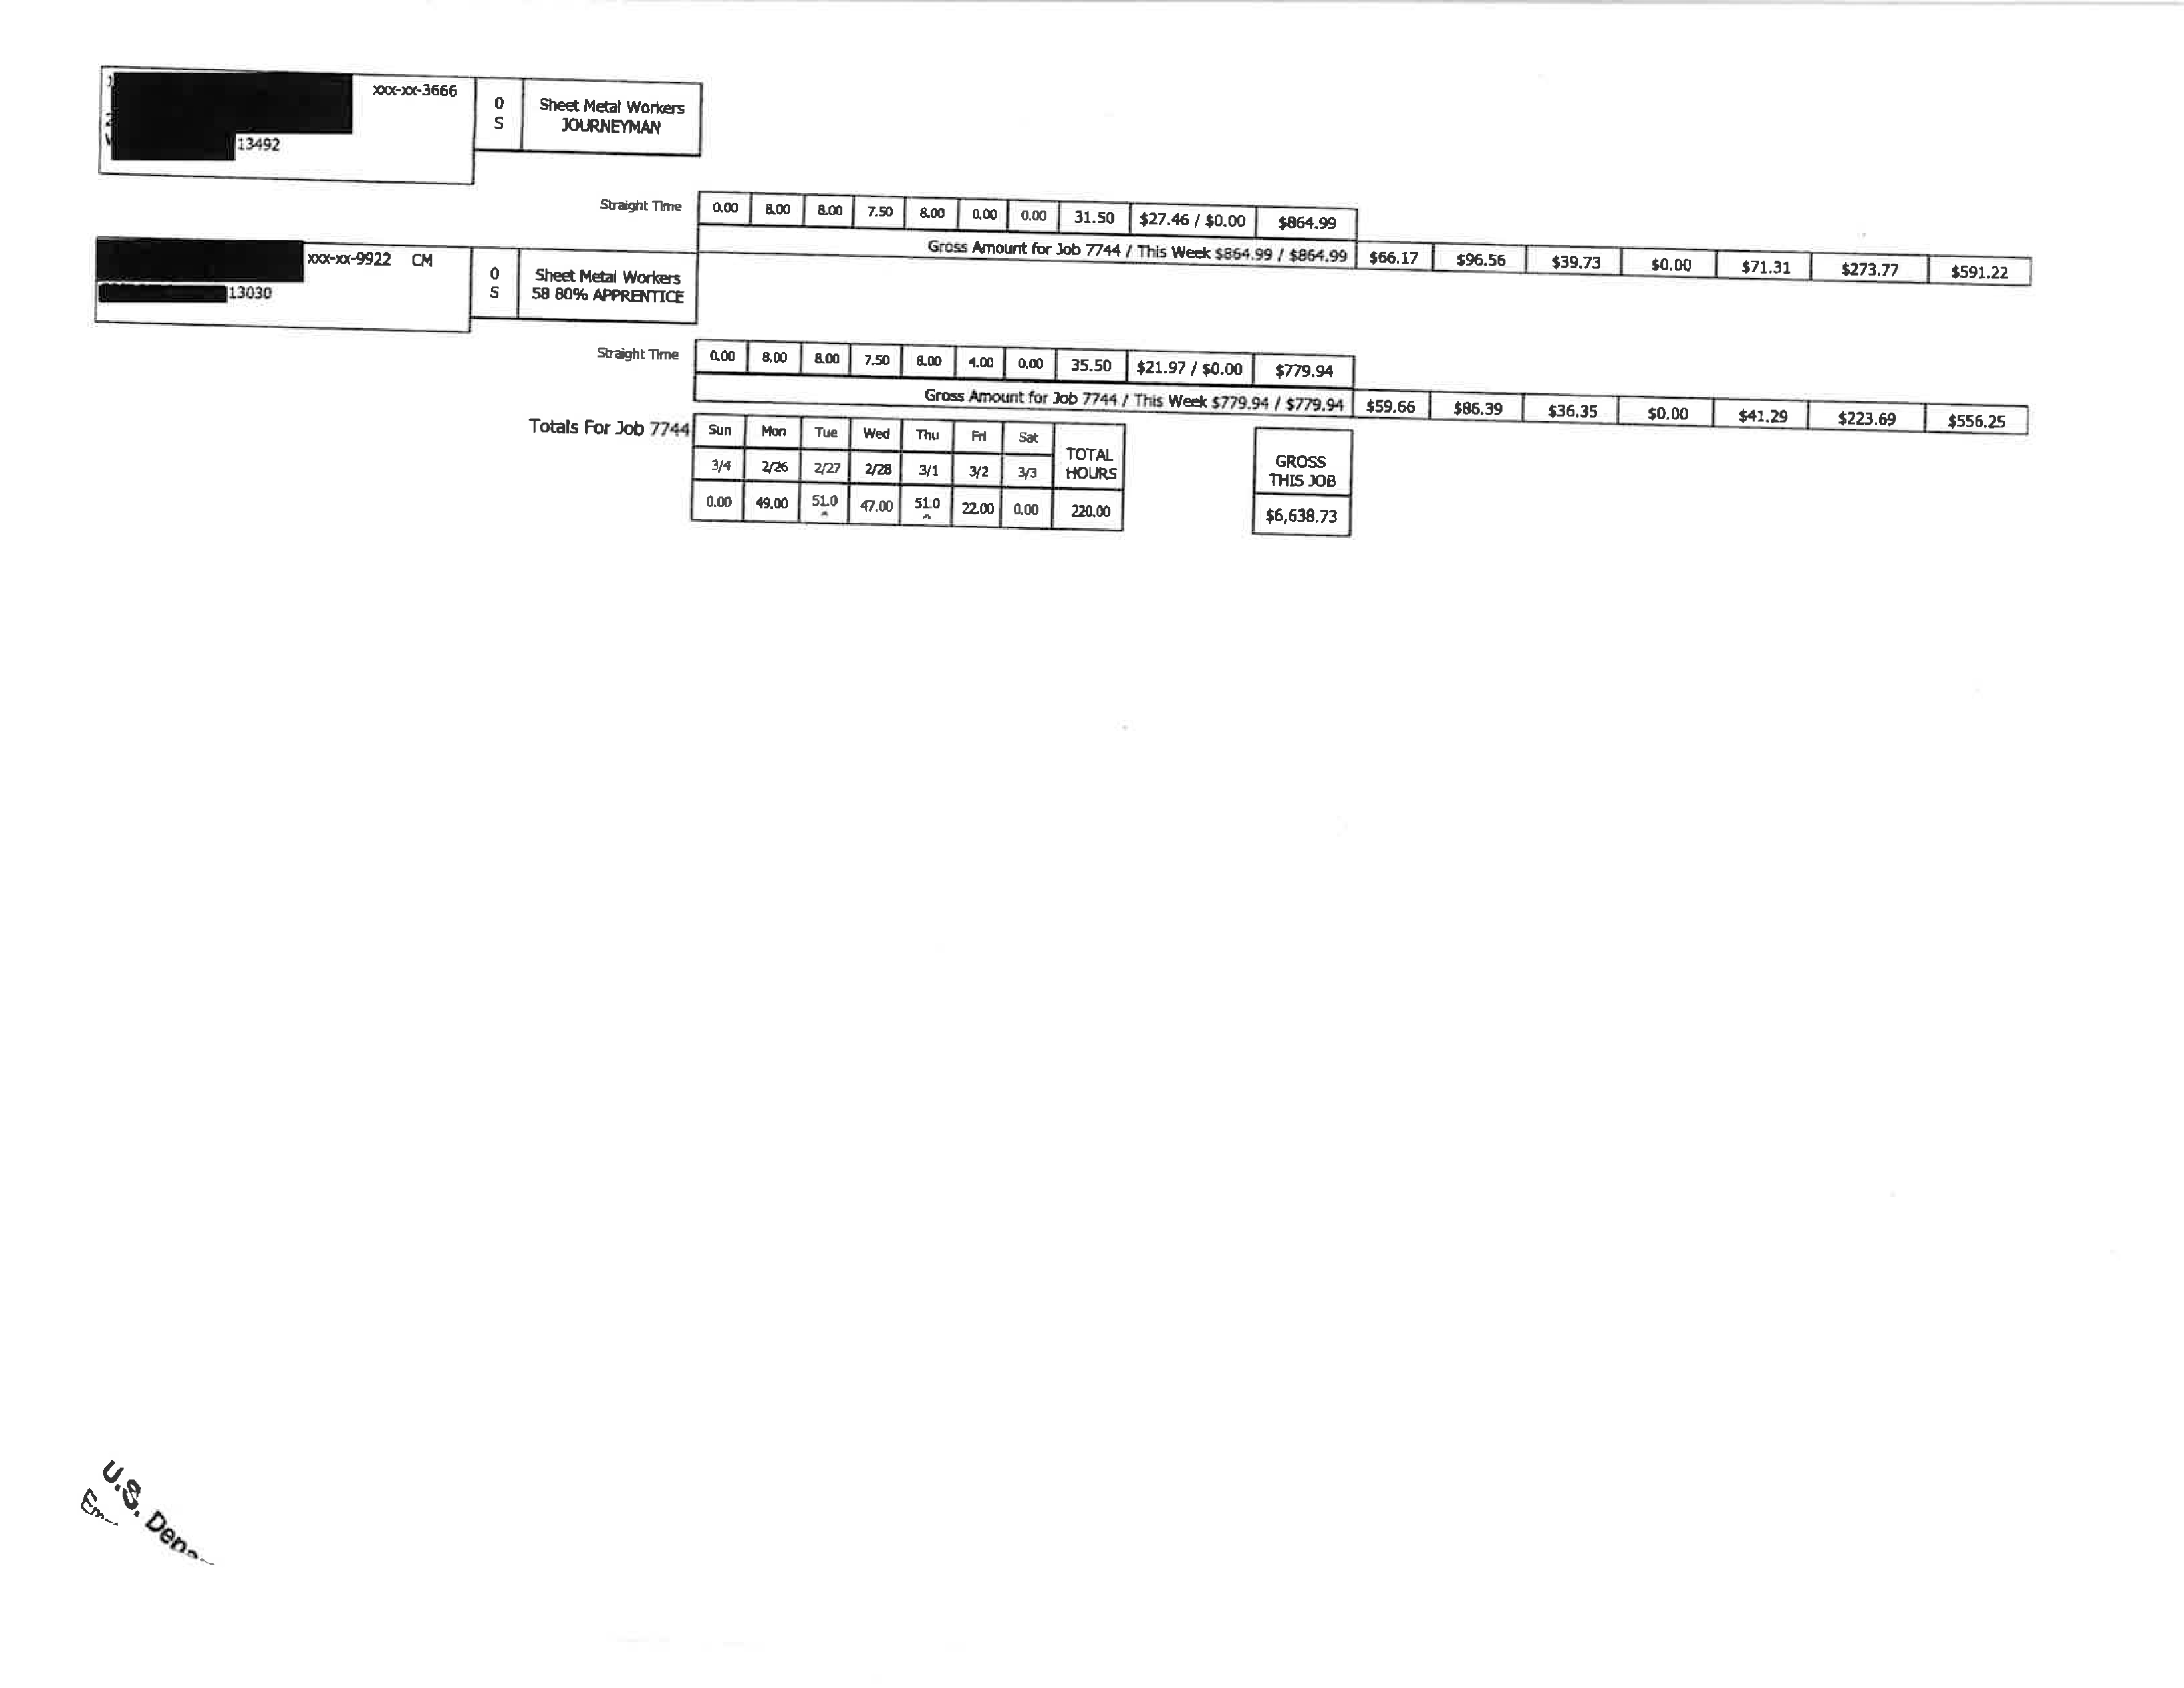 xxx-xx-3666
13492
0
S
Sheet Metal Workers
JOURNEYMAN
Straight Time 0.00 8.00 8.00 7.50 8.00 0.00 0.00 31.50 $27.46 / $0.00 $864.99
Gross Amount for Job 7744 / This Week $864.99 / $864.99 $66.17 $96.56 $39.73 $0.00 $71.31 $273.77 $591.22
xxx-xx-9922 CM
13030
0
S
Sheet Metal Workers
58 80% APPRENTICE
Straight Time 0.00 8.00 8.00 7.50 8.00 4.00 0.00 35.50 $21.97 / $0.00 $779.94
Gross Amount for Job 7744 / This Week $779.94 / $779.94 $59.66 $86.39 $36.35 $0.00 $41.29 $223.69 $556.25
Totals For Job 7744 Sun Mon Tue Wed Thu Fri Sat
TOTAL
HOURS
GROSS
THIS JOB
3/4 2/26 2/27 2/28 3/1 3/2 3/3
0.00 49.00 51.0 47.00 51.0 22.00 0.00 220.00 $6,638.73
U.S.